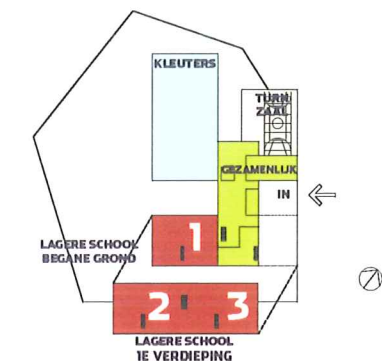 KLEUTERS
TURN
ZAAL
GEZAMENLIJK
IN
1
LAGERE SCHOOL
BEGANE GROND
2 3
LAGERE SCHOOL
1E VERDIEPING